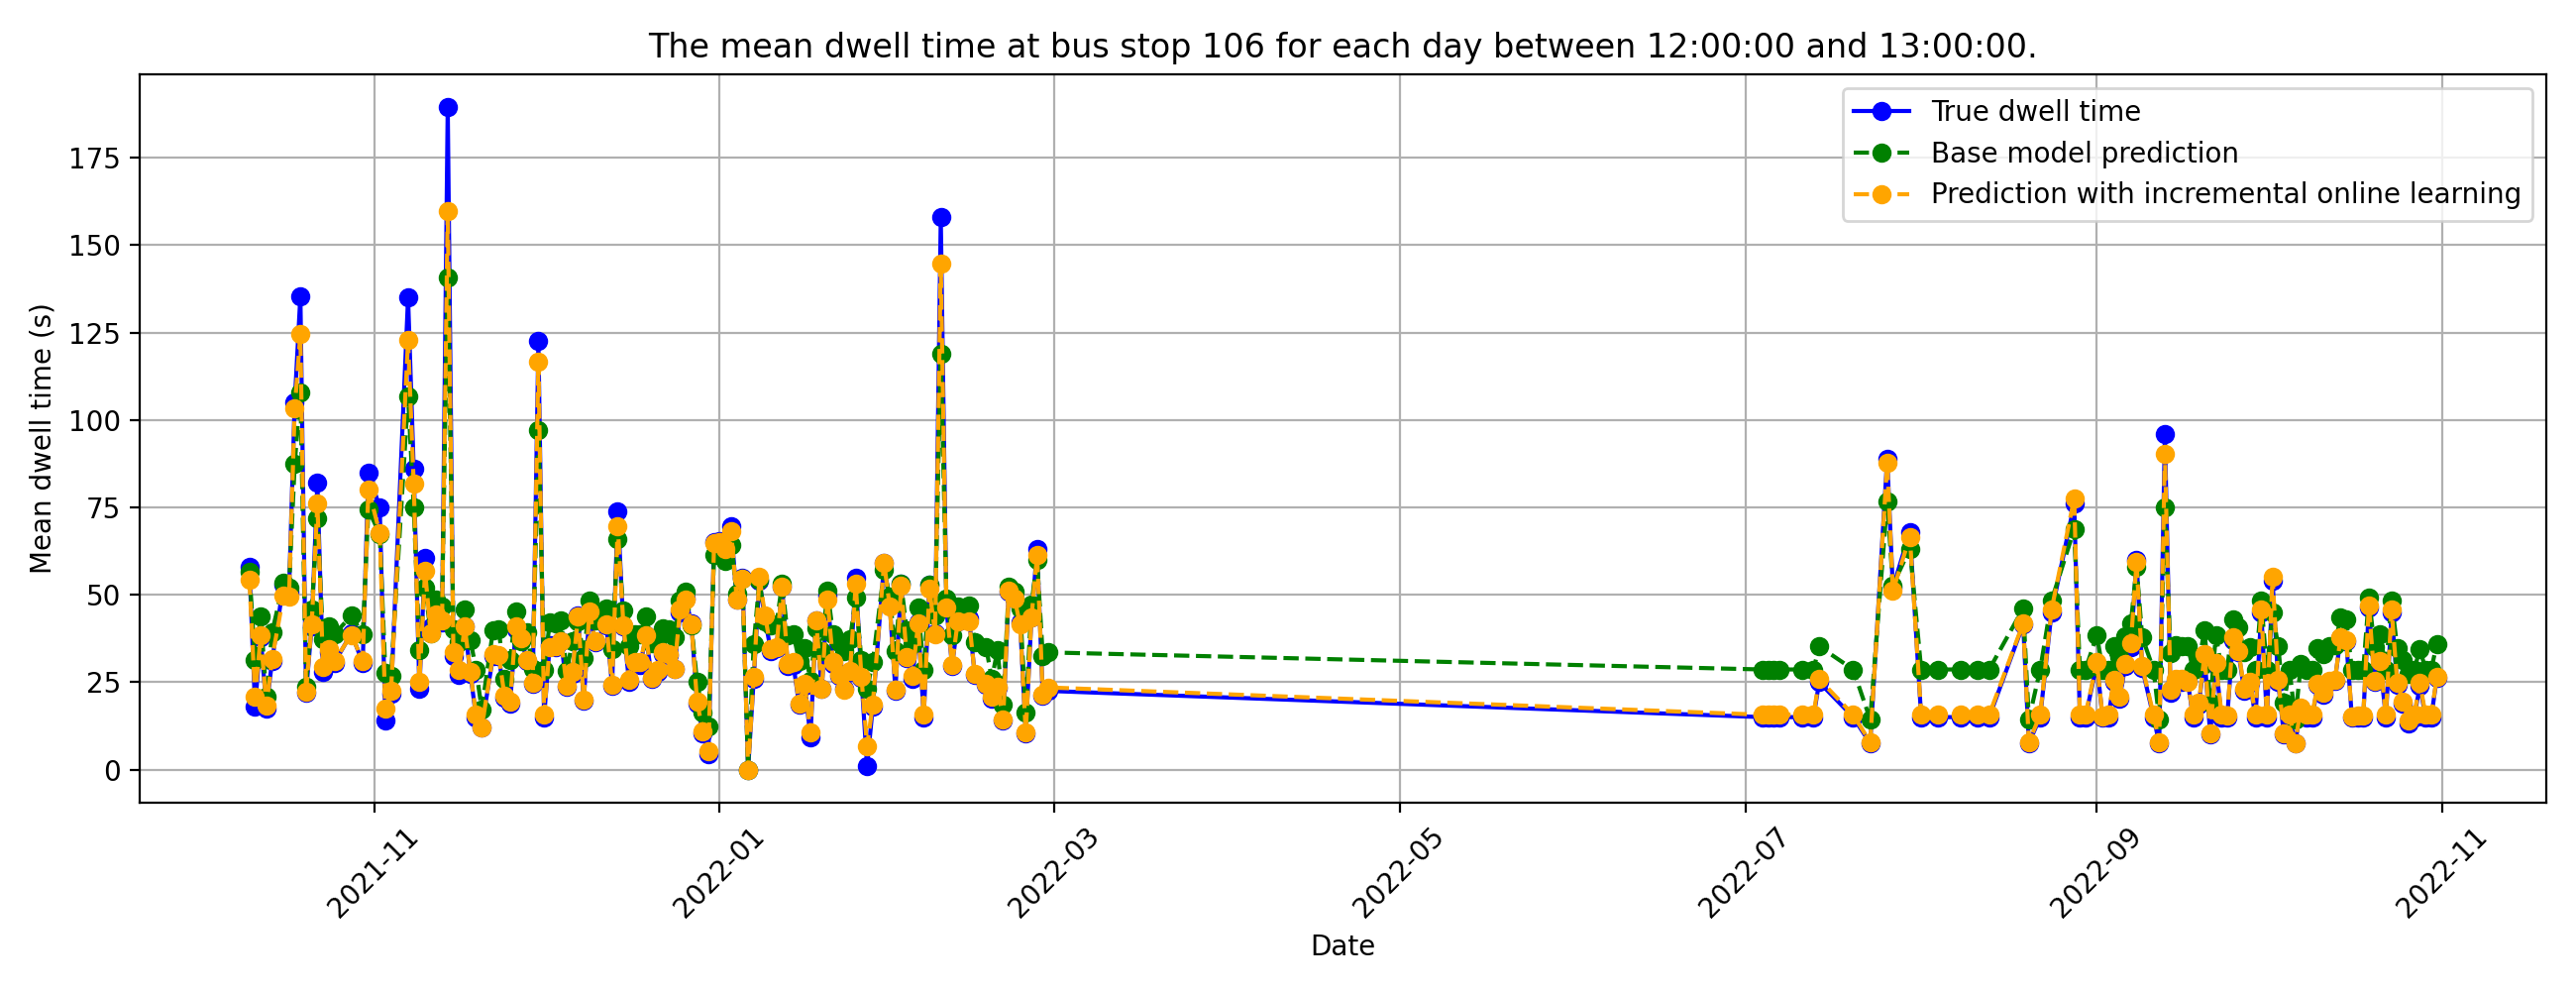 The mean dwell time at bus stop 106 for each day between 12:00:00 and 13:00:00.
True dwell time
Base model prediction
Prediction with incremental online learning
Mean dwell time (s)
175
150
125
100
75
50
25
0
2021-11
2022-01
2022-03
2022-05
2022-07
2022-09
2022-11
Date